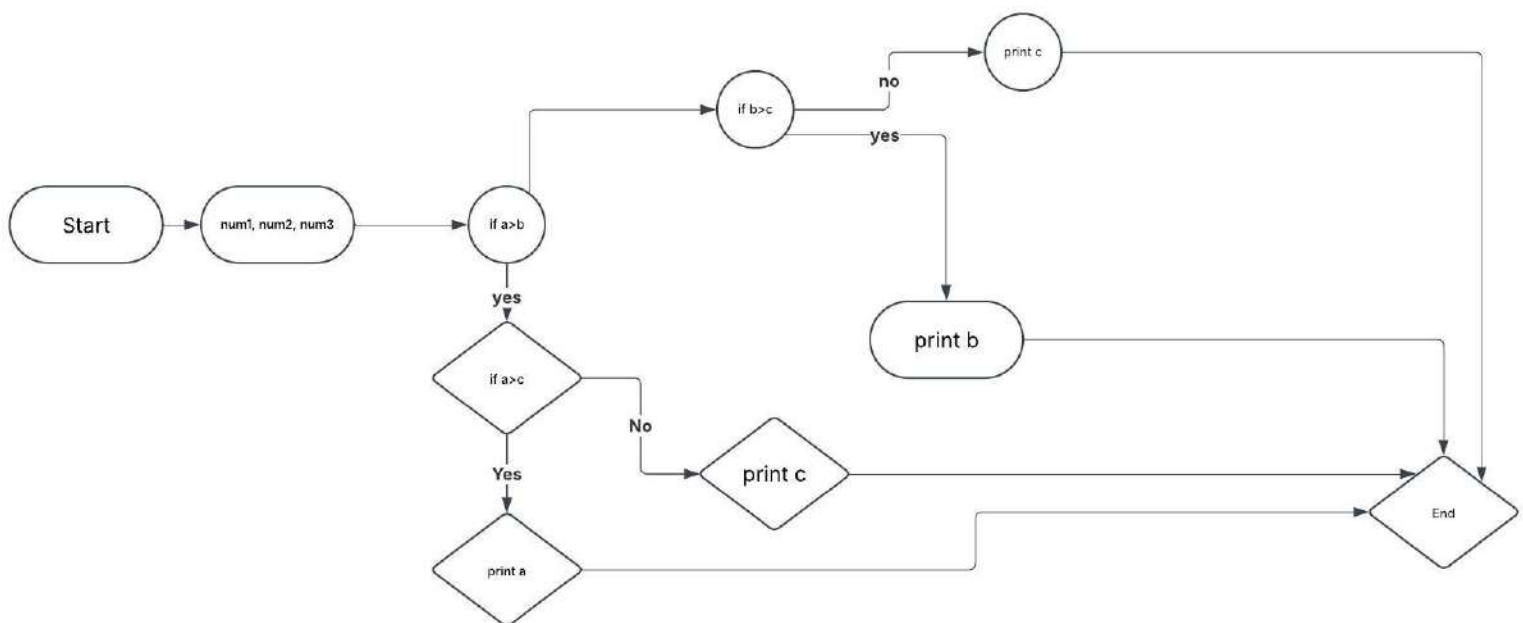 print c
no
if b>c
yes
Start
num1, num2, num3
if a>b
yes
print b
if a>c
No
print c
Yes
End
print a